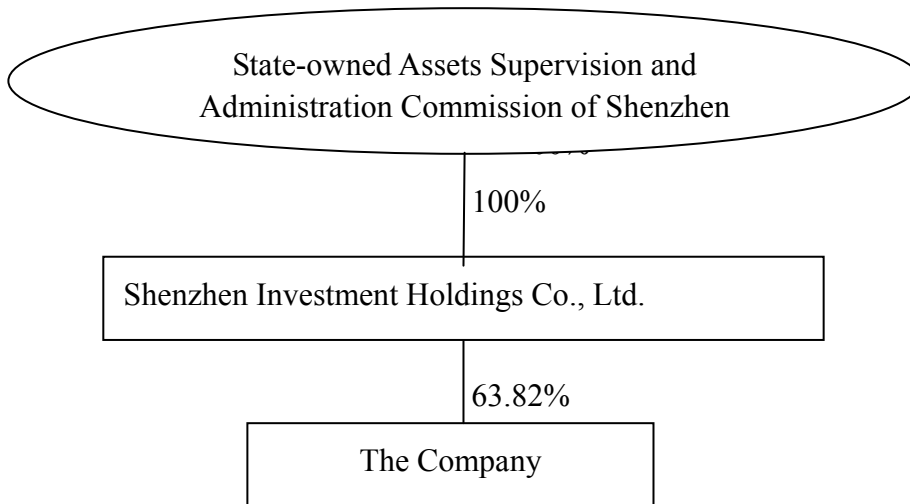 State-owned Assets Supervision and
Administration Commission of Shenzhen
100%
Shenzhen Investment Holdings Co., Ltd.
63.82%
The Company